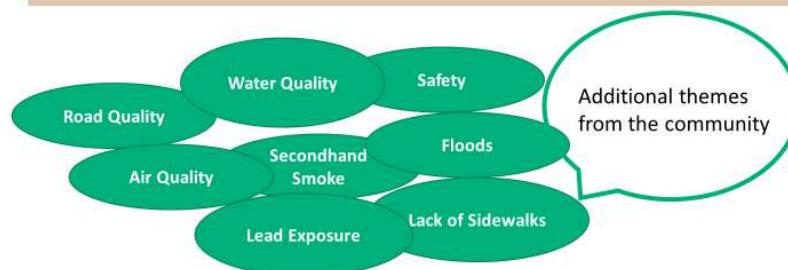 Water Quality
Safety
Road Quality
Additional themes
from the community
Floods
Secondhand
Smoke
Air Quality
Lack of Sidewalks
Lead Exposure